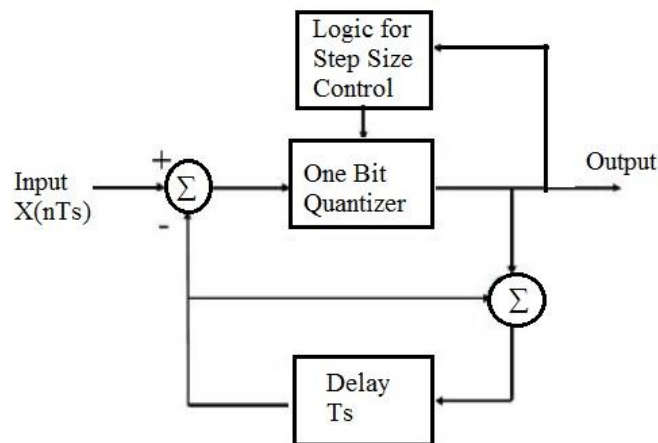 Logic for
Step Size
Control
+
Input
X(nTs)
Σ
-
One Bit
Quantizer
Output
Σ
Delay
Ts